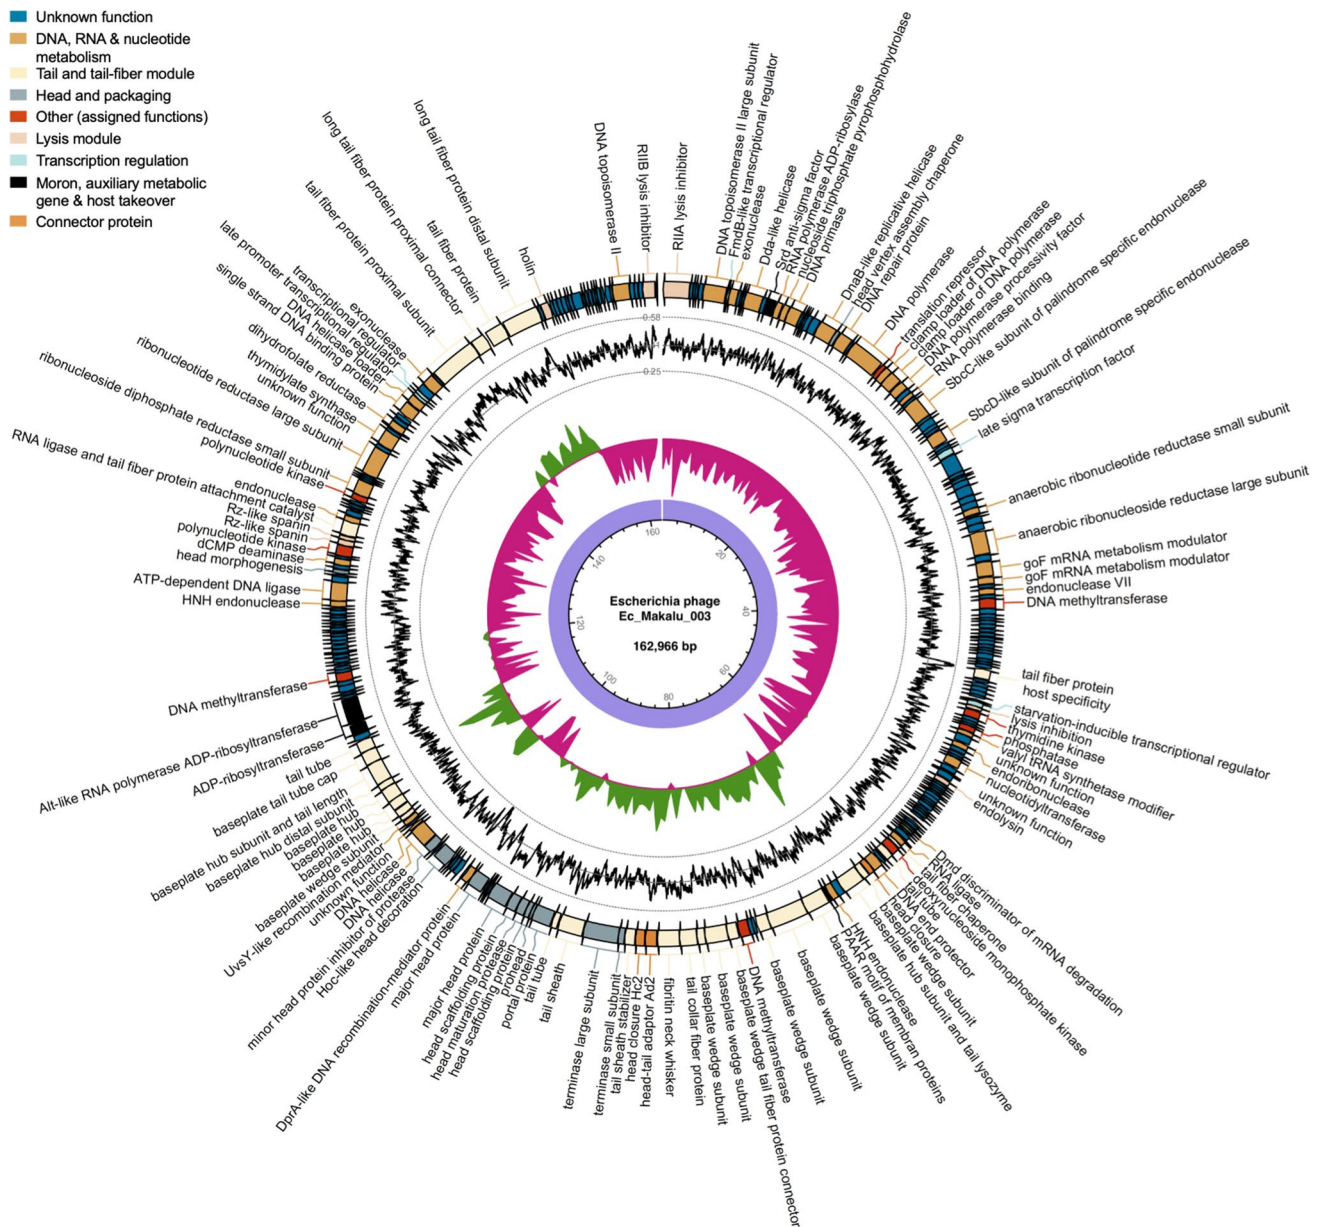 Unknown function
DNA, RNA & nucleotide
metabolism
Tail and tail-fiber module
Head and packaging
Other (assigned functions)
Lysis module
Transcription regulation
Moron, auxiliary metabolic
gene & host takeover
Connector protein
RIIA lysis inhibitor
DNA topoisomerase II large subunit
FmdB-like transcriptional regulator
exonuclease
Dda-like helicase
Srd anti-sigma factor
RNA polymerase ADP-ribosylase
nucleoside triphosphate pyrophosphohydrolase
DNA primase
DnaB-like replicative helicase
head vertex assembly chaperone
DNA repair protein
DNA polymerase
translation repressor
clamp loader of DNA polymerase
clamp loader of DNA polymerase
DNA polymerase processivity factor
RNA polymerase binding
SbcC-like subunit of palindrome specific endonuclease
SbcD-like subunit of palindrome specific endonuclease
late sigma transcription factor
anaerobic ribonucleotide reductase small subunit
anaerobic ribonucleoside reductase large subunit
goF mRNA metabolism modulator
goF mRNA metabolism modulator
endonuclease VII
DNA methyltransferase
tail fiber protein
host specificity
starvation-inducible transcriptional regulator
lysis inhibition
thymidine kinase
phosphatase
valyl tRNA synthetase modifier
unknown function
endoribonuclease
nucleotidyltransferase
unknown function
endolysin
Dmd discriminator of mRNA degradation
RNA ligase
tail fiber chaperone
deoxynucleoside monophosphate kinase
tail tube
DNA end protector
head closure
baseplate wedge subunit
baseplate hub subunit and tail lysozyme
HNH endonuclease
PAAR motif of membran proteins
baseplate wedge subunit
baseplate wedge subunit
baseplate wedge subunit
DNA methyltransferase
baseplate wedge tail fiber protein connector
baseplate wedge subunit
baseplate wedge subunit
tail collar fiber protein
fibritin neck whisker
head-tail adaptor Ad2
head closure Hc2
tail sheath stabilizer
terminase small subunit
terminase large subunit
tail sheath
tail tube
portal protein
prohead
head scaffolding protein
head maturation protease
head scaffolding protein
major head protein
major head protein
DprA-like DNA recombination-mediator protein
Hoc-like head decoration
minor head protein inhibitor of protease
DNA helicase
DNA helicase
unknown function
UvsY-like recombination mediator
baseplate wedge subunit
baseplate hub
baseplate hub
baseplate hub distal subunit
baseplate hub subunit and tail length
baseplate tail tube cap
tail tube
ADP-ribosyltransferase
Alt-like RNA polymerase ADP-ribosyltransferase
DNA methyltransferase
HNH endonuclease
ATP-dependent DNA ligase
head morphogenesis
dCMP deaminase
polynucleotide kinase
Rz-like spanin
Rz-like spanin
RNA ligase and tail fiber protein attachment catalyst
endonuclease
polynucleotide kinase
ribonucleoside diphosphate reductase small subunit
ribonucleotide reductase large subunit
unknown function
thymidylate synthase
dihydrofolate reductase
single strand DNA binding protein
DNA helicase loader
late promoter transcriptional regulator
transcriptional regulator
exonuclease
tail fiber protein proximal subunit
long tail fiber protein proximal connector
tail fiber protein
long tail fiber protein distal subunit
holin
DNA topoisomerase II
RIIB lysis inhibitor
0.58
0.25
20
40
60
80
100
120
140
160
Escherichia phage
Ec_Makalu_003
162,966 bp